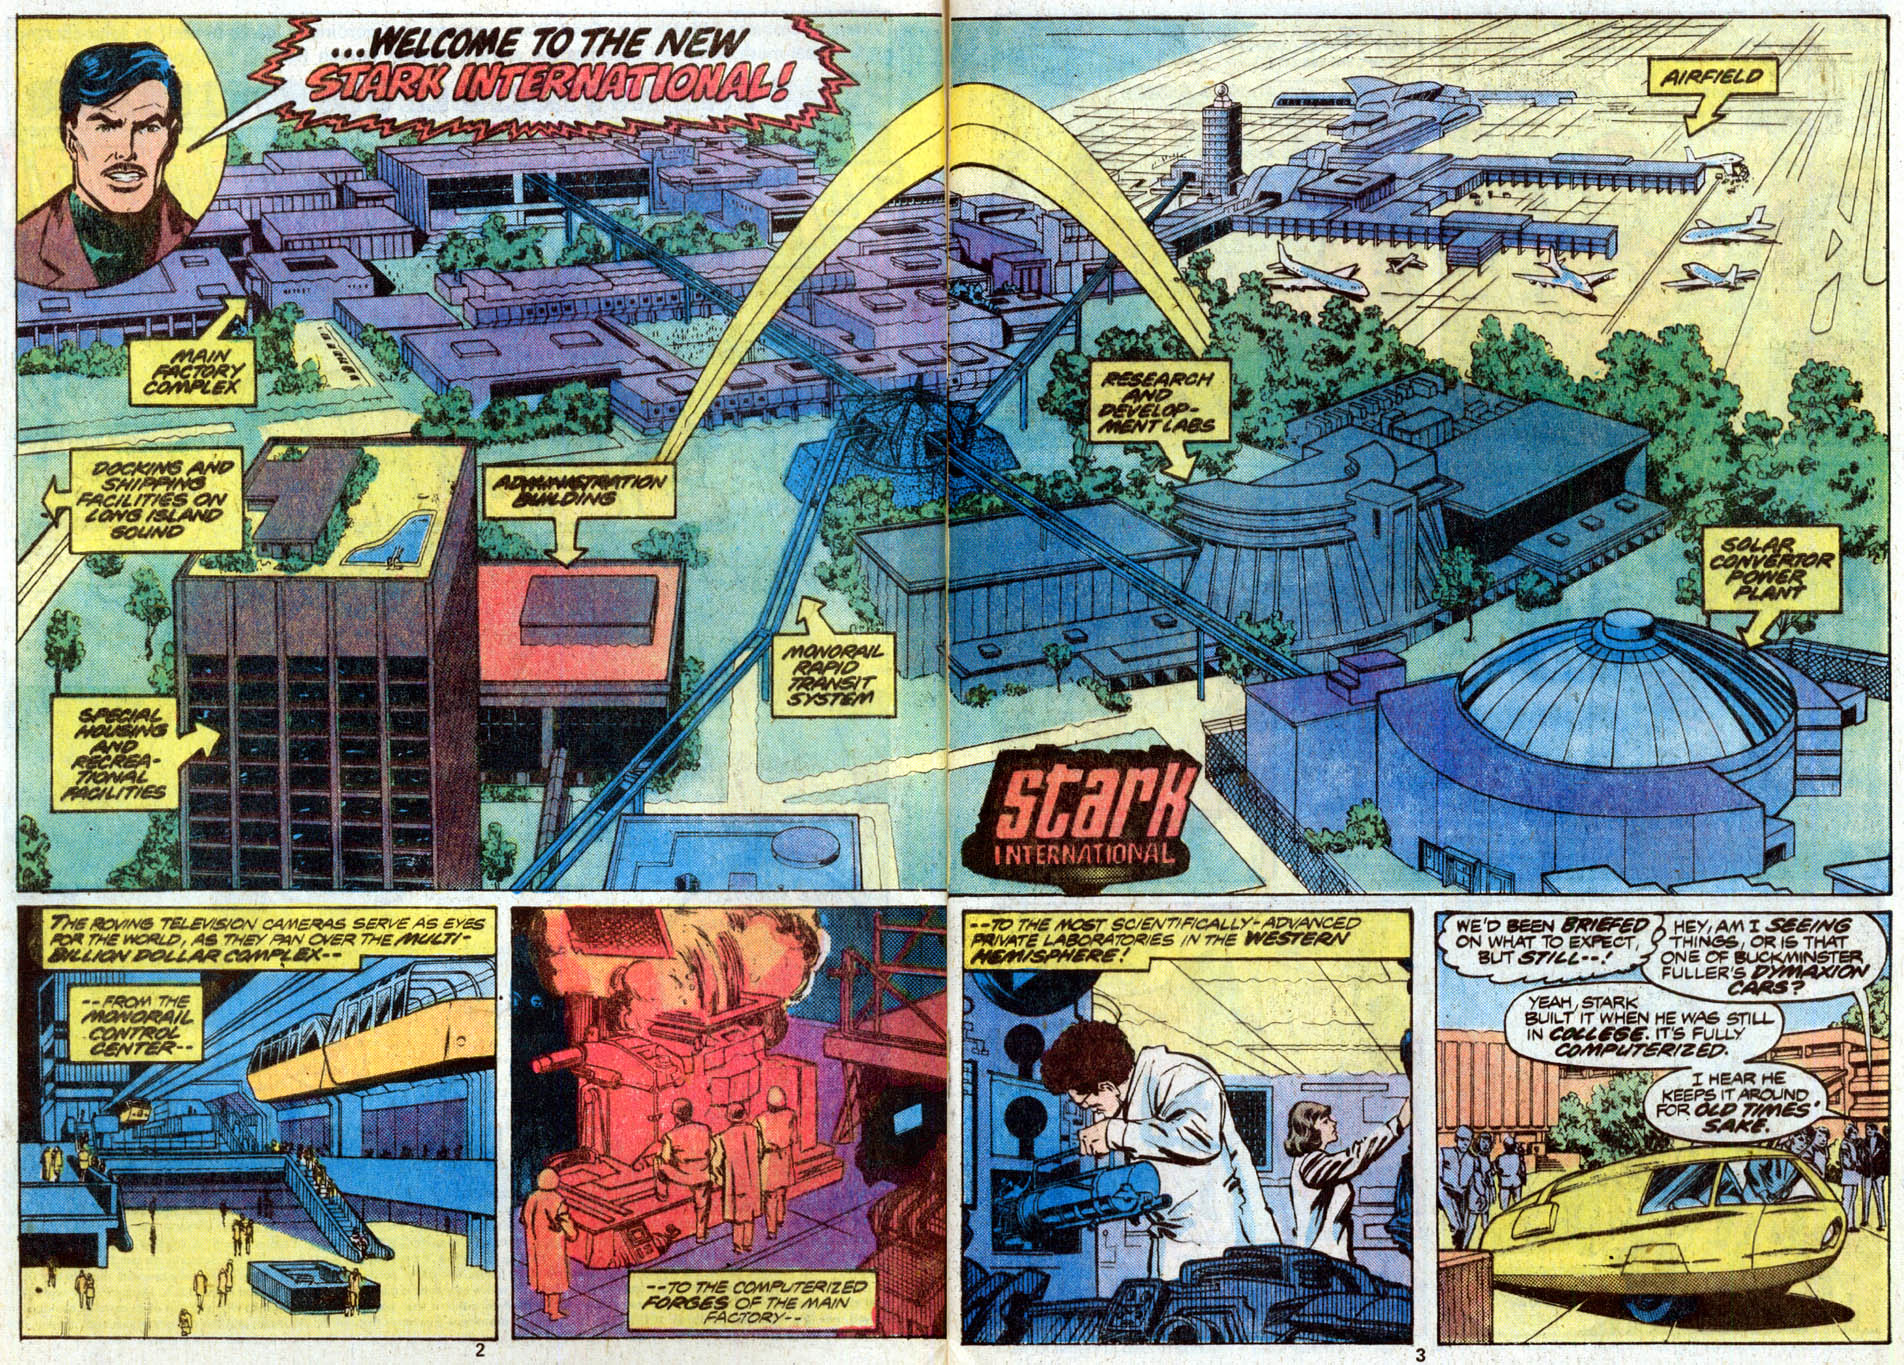 ...WELCOME TO THE NEW
STARK INTERNATIONAL!
AIRFIELD
MAIN
FACTORY
COMPLEX
RESEARCH
AND
DEVELOP-
MENT LABS
DOCKING AND
SHIPPING
FACILITIES ON
LONG ISLAND
SOUND
ADMINISTRATION
BUILDING
SOLAR
CONVERTOR
POWER
PLANT
MONORAIL
RAPID
TRANSIT
SYSTEM
SPECIAL
HOUSING
AND
RECREA-
TIONAL
FACILITIES
stark
INTERNATIONAL
THE ROVING TELEVISION CAMERAS SERVE AS EYES
FOR THE WORLD, AS THEY PAN OVER THE MULTI-
BILLION DOLLAR COMPLEX--
--FROM THE
MONORAIL
CONTROL
CENTER--
--TO THE COMPUTERIZED
FORGES OF THE MAIN
FACTORY--
--TO THE MOST SCIENTIFICALLY-ADVANCED
PRIVATE LABORATORIES IN THE WESTERN
HEMISPHERE!
WE'D BEEN BRIEFED
ON WHAT TO EXPECT,
BUT STILL--!
HEY, AM I SEEING
THINGS, OR IS THAT
ONE OF BUCKMINSTER
FULLER'S DYMAXION
CARS?
YEAH, STARK
BUILT IT WHEN HE WAS STILL
IN COLLEGE. IT'S FULLY
COMPUTERIZED.
I HEAR HE
KEEPS IT AROUND
FOR OLD TIMES'
SAKE.
2
3